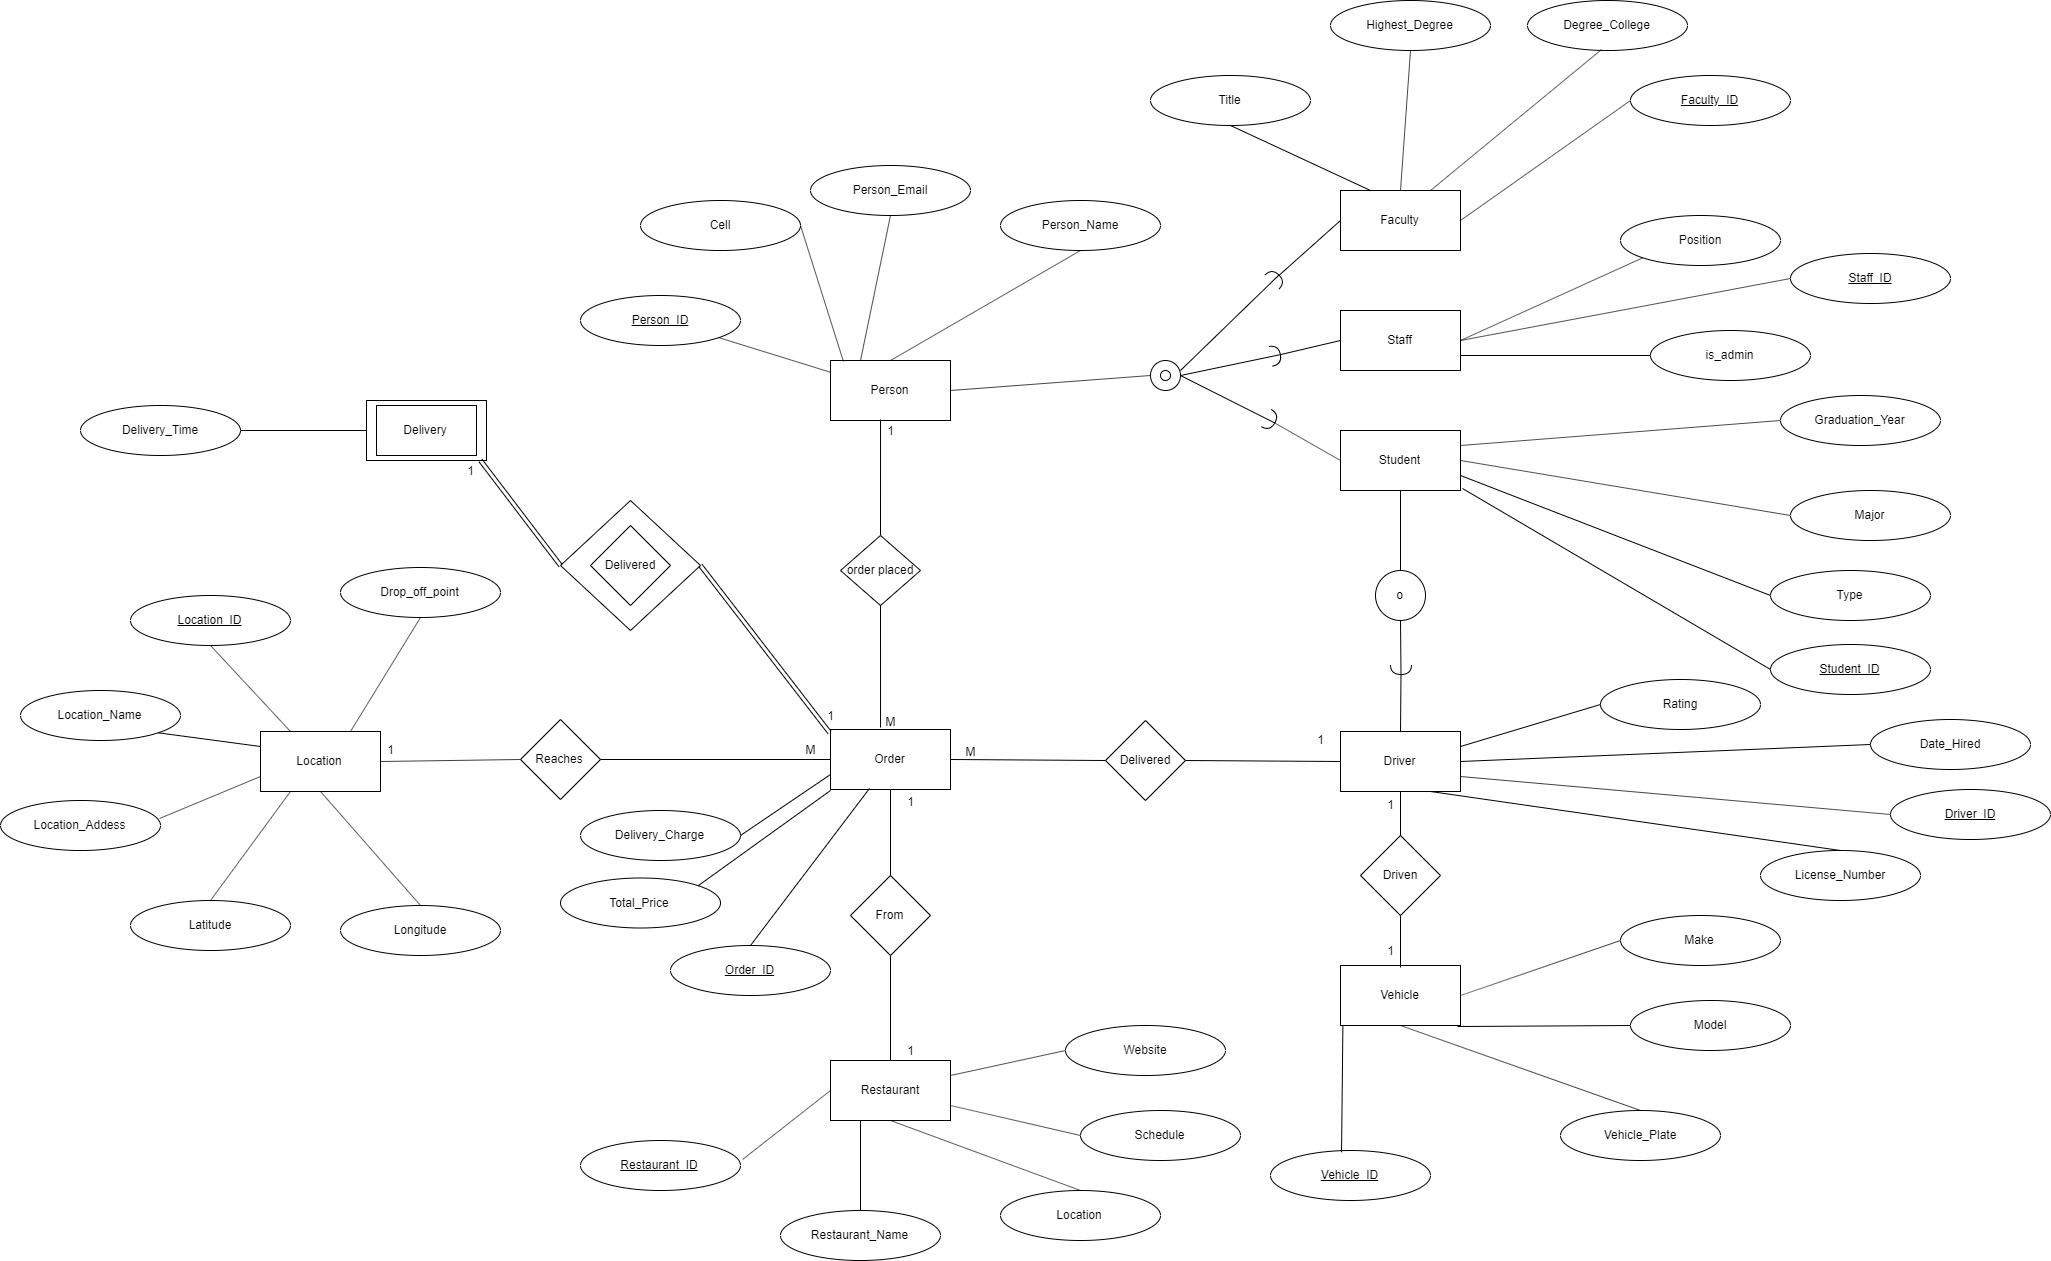 Highest_Degree
Degree_College
Title
Faculty_ID
Person_Email
Cell
Person_Name
Faculty
Position
Staff_ID
Person_ID
Staff
is_admin
O
Person
Graduation_Year
Delivery_Time
Delivery
1
Student
1
Major
Delivered
order placed
Drop_off_point
o
Type
Location_ID
Student_ID
Rating
Location_Name
1
M
1
M
M
1
Date_Hired
Location
Reaches
Order
Delivered
Driver
1
1
Driver_ID
Location_Addess
Delivery_Charge
Driven
License_Number
Total_Price
From
Latitude
Longitude
Make
1
Order_ID
Vehicle
Model
1
Website
Restaurant
Schedule
Vehicle_Plate
Restaurant_ID
Vehicle_ID
Location
Restaurant_Name